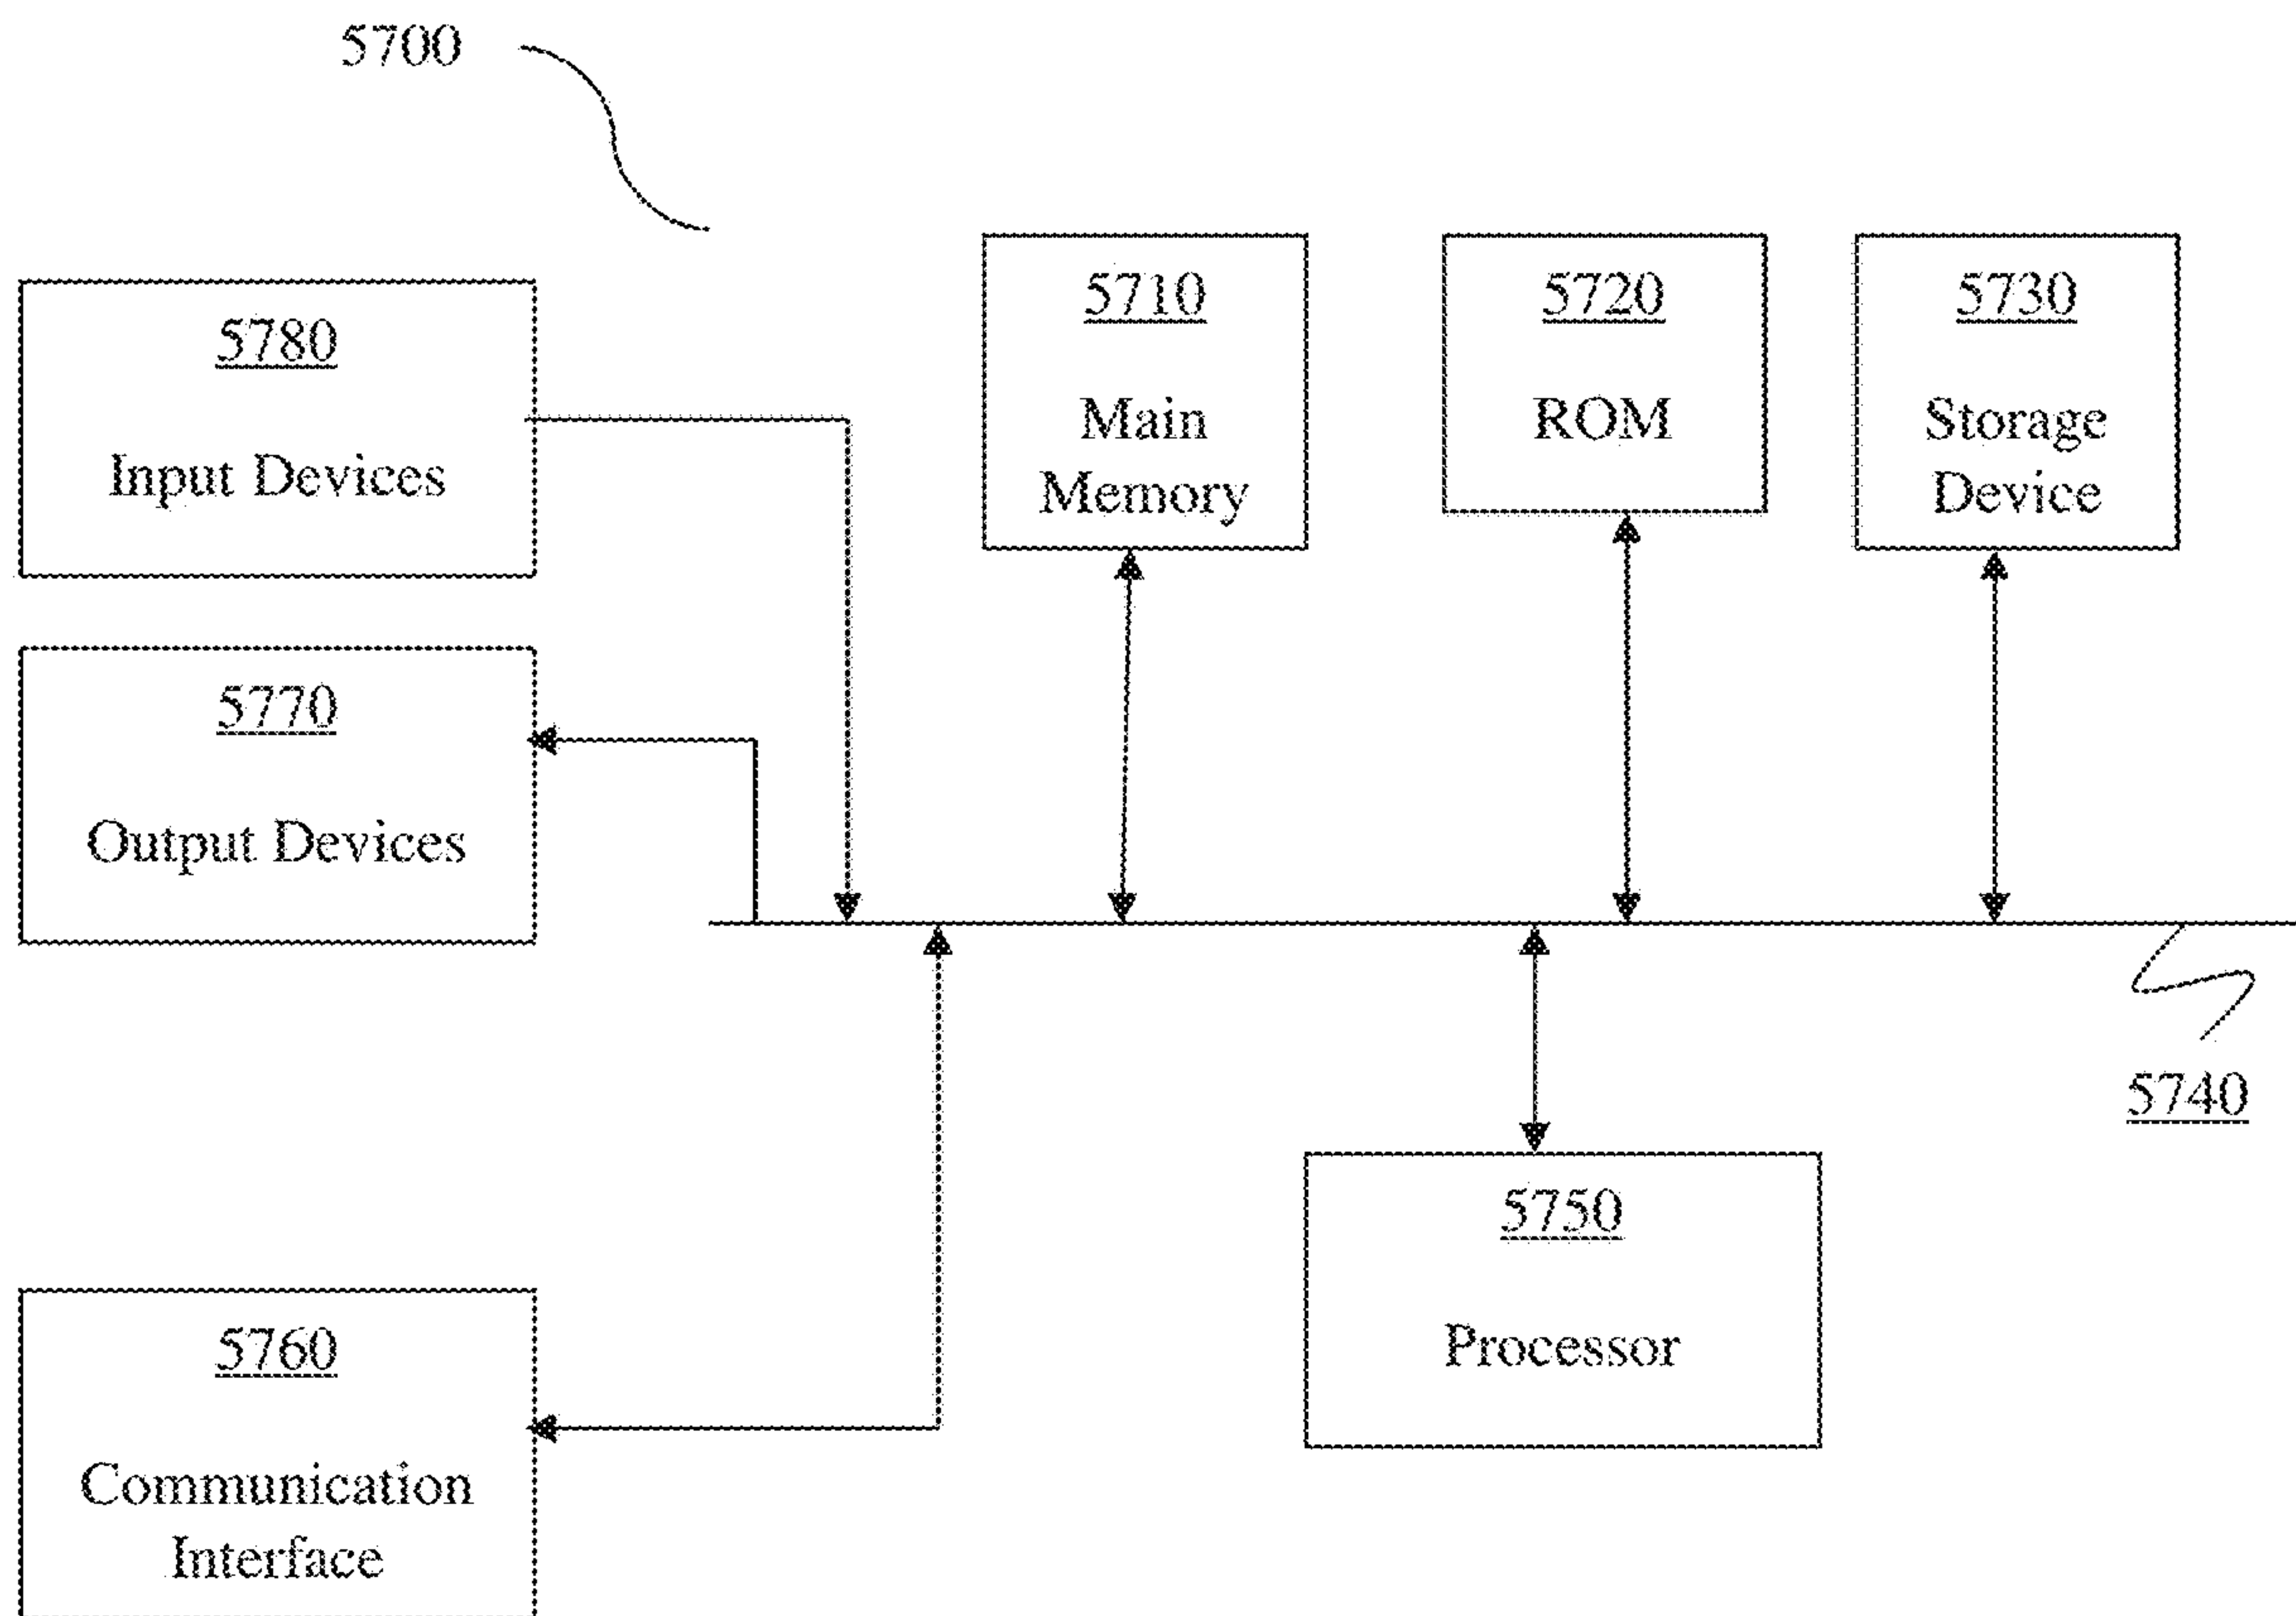 5700
5780
Input Devices
5710
Main
Memory
5720
ROM
5730
Storage
Device
5770
Output Devices
5740
5750
Processor
5760
Communication
Interface